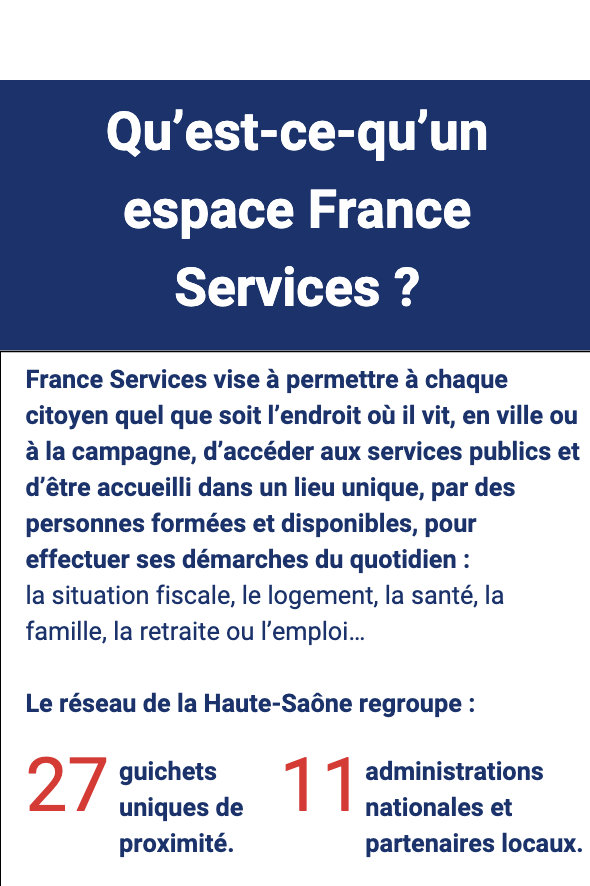 Qu’est-ce-qu’un
espace France
Services ?
France Services vise à permettre à chaque
citoyen quel que soit l’endroit où il vit, en ville ou
à la campagne, d’accéder aux services publics et
d’être accueilli dans un lieu unique, par des
personnes formées et disponibles, pour
effectuer ses démarches du quotidien :
la situation fiscale, le logement, la santé, la
famille, la retraite ou l’emploi…
Le réseau de la Haute-Saône regroupe :
27 guichets
uniques de
proximité.
11 administrations
nationales et
partenaires locaux.